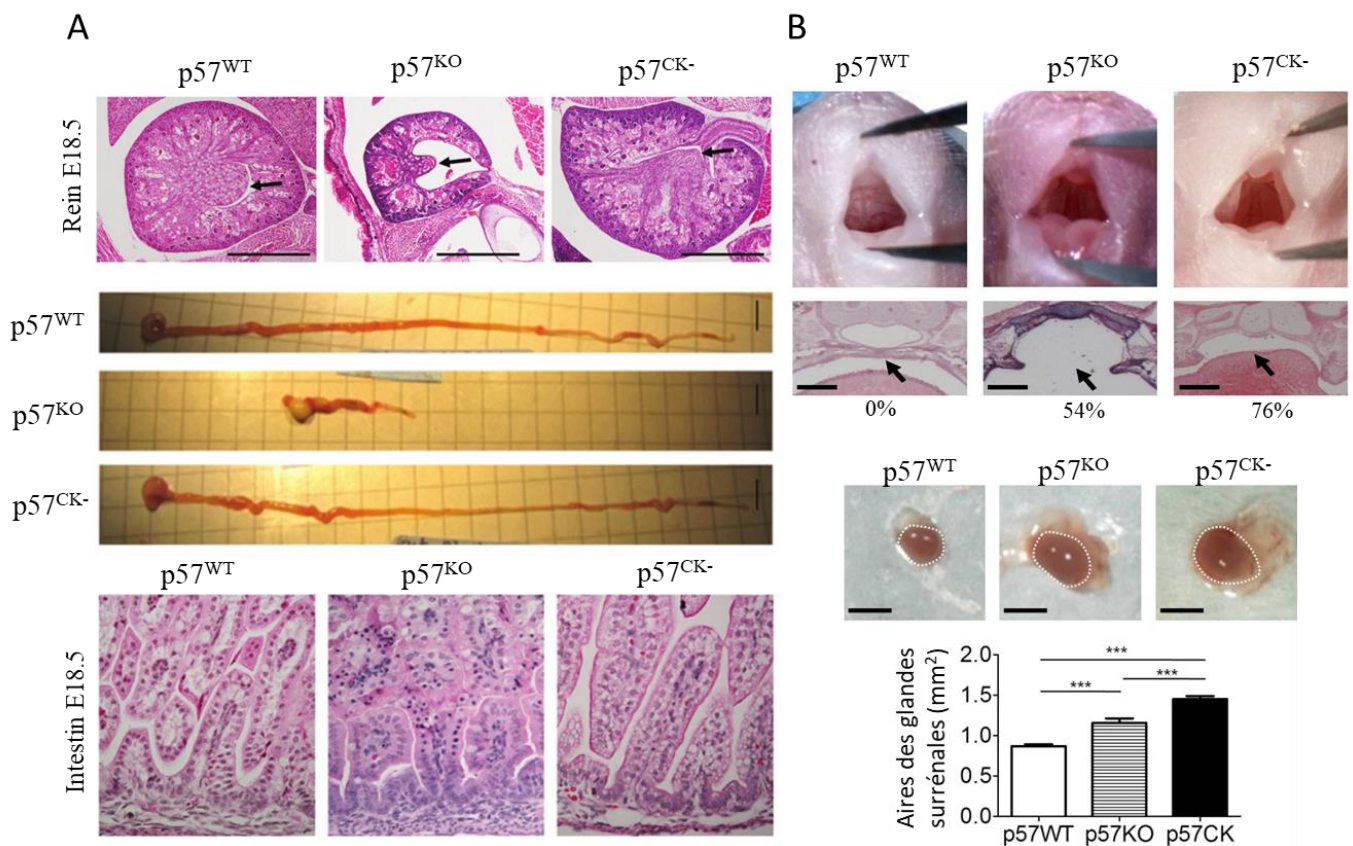 A
p57WT
p57KO
p57CK-
Rein E18.5
p57WT
p57KO
p57CK-
p57WT
p57KO
p57CK-
Intestin E18.5
B
p57WT
p57KO
p57CK-
0%
54%
76%
p57WT
p57KO
p57CK-
Aires des glandes
surrénales (mm2)
2.0
1.5
1.0
0.5
0.0
***
***
***
p57WT
p57KO
p57CK